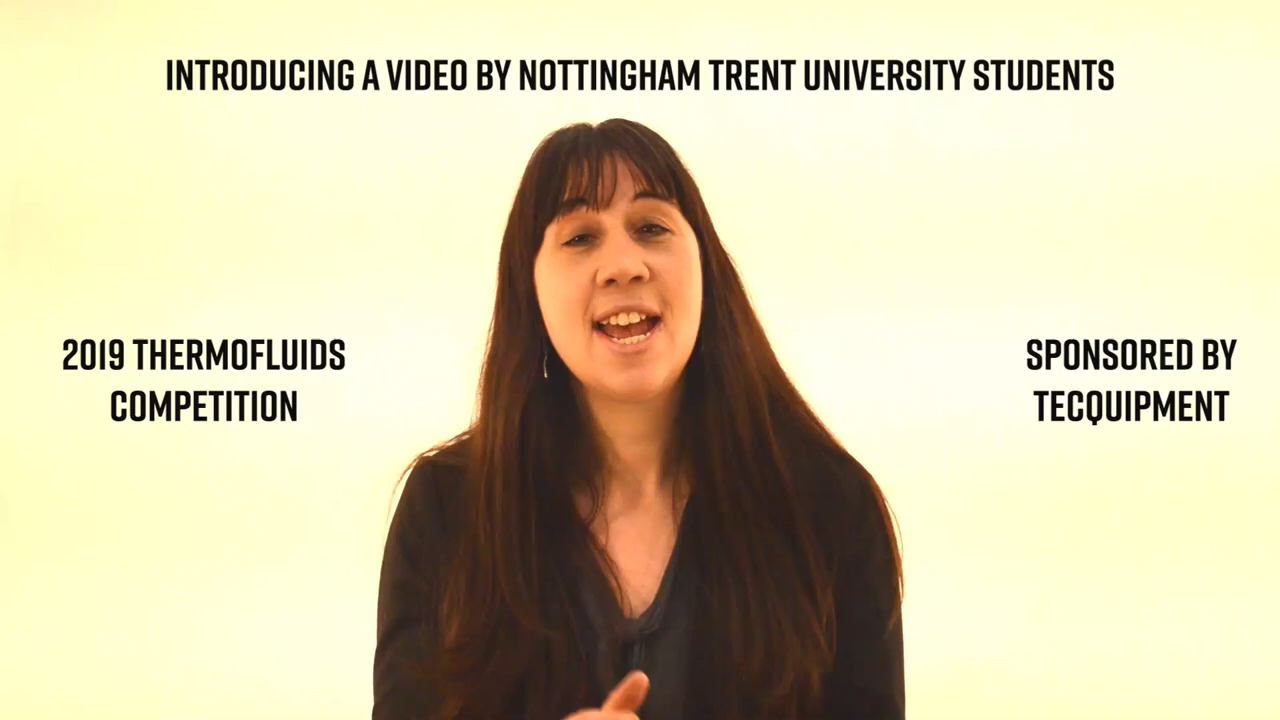 INTRODUCING A VIDEO BY NOTTINGHAM TRENT UNIVERSITY STUDENTS
2019 THERMOFLUIDS
COMPETITION
SPONSORED BY
TECQUIPMENT